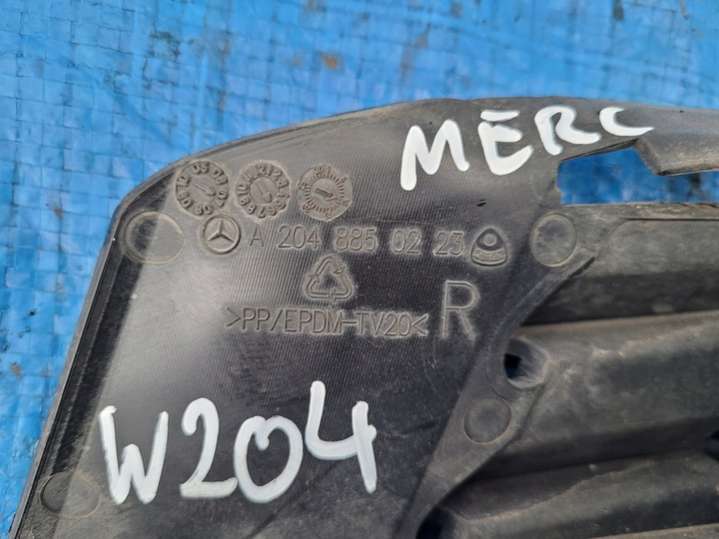 MERC
A 204 885 02 23
>PP/EPDM-TV20<
R
W204